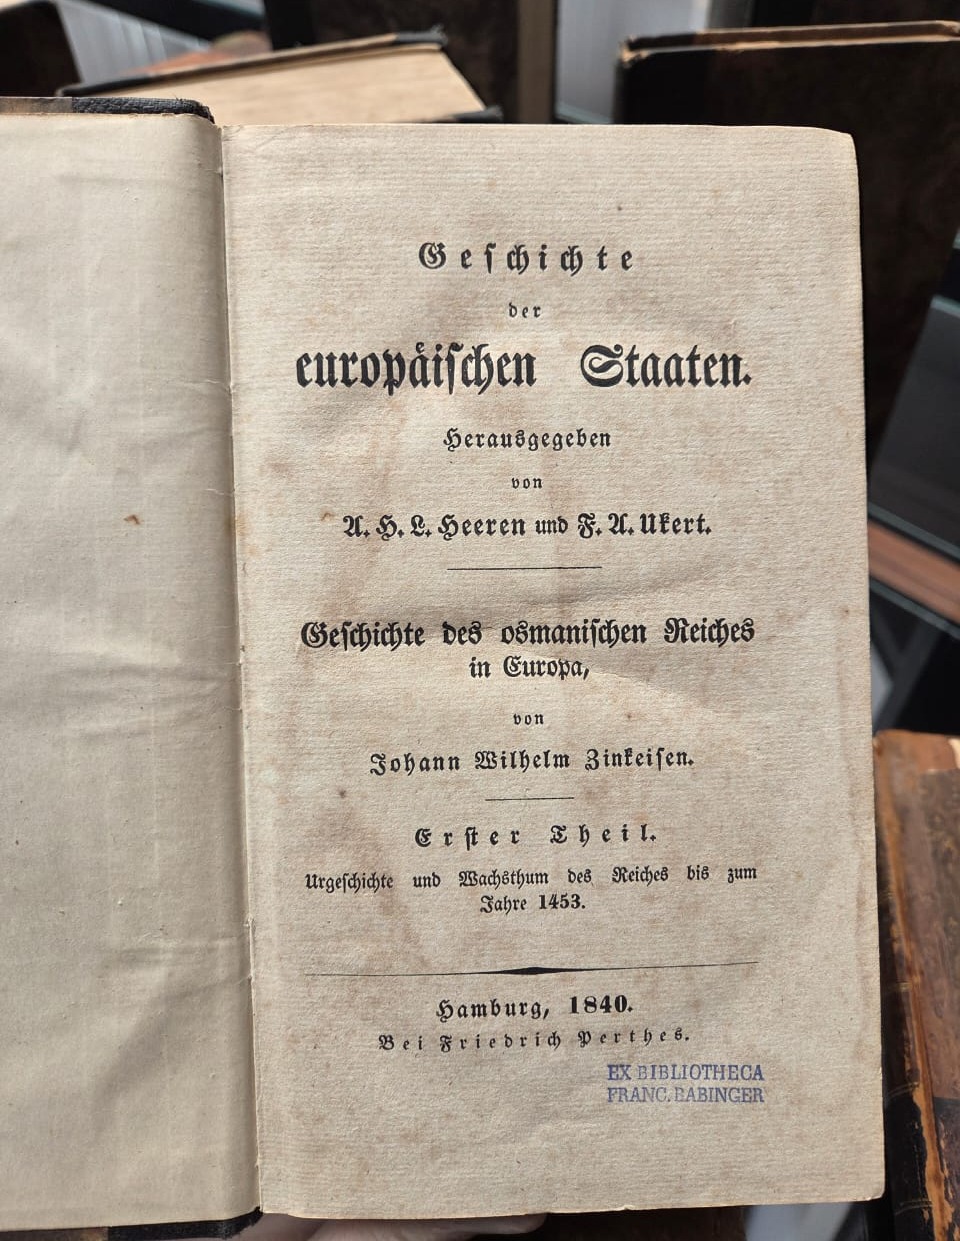 Geschichte
der
europäischen Staaten.
Herausgegeben
von
A. H. L. Heeren und F. A. Ukert.
Geschichte des osmanischen Reiches
in Europa,
von
Johann Wilhelm Zinkeisen.
Erster Theil.
Urgeschichte und Wachsthum des Reiches bis zum
Jahre 1453.
Hamburg, 1840.
Bei Friedrich Perthes.
EX BIBLIOTHECA
FRANC. BABINGER